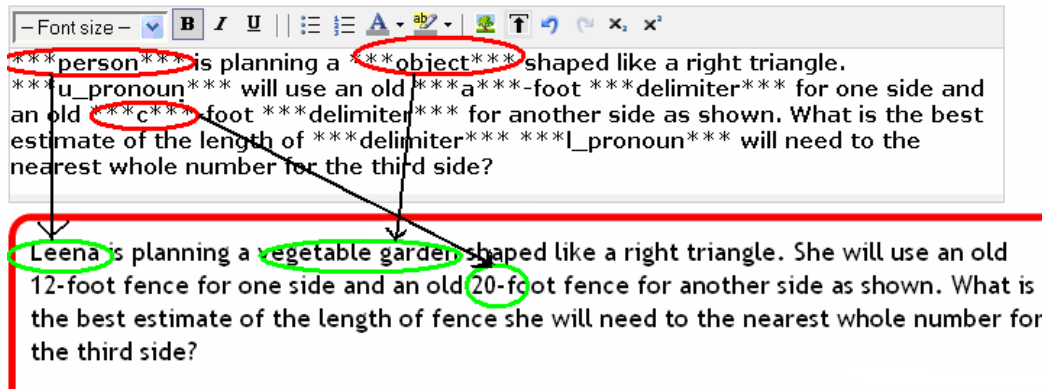 – Font size – B I U A ab x₂ x²
***person*** is planning a ***object*** shaped like a right triangle.
***u_pronoun*** will use an old ***a***-foot ***delimiter*** for one side and
an old ***c***-foot ***delimiter*** for another side as shown. What is the best
estimate of the length of ***delimiter*** ***l_pronoun*** will need to the
nearest whole number for the third side?
Leena is planning a vegetable garden shaped like a right triangle. She will use an old
12-foot fence for one side and an old 20-foot fence for another side as shown. What is
the best estimate of the length of fence she will need to the nearest whole number for
the third side?